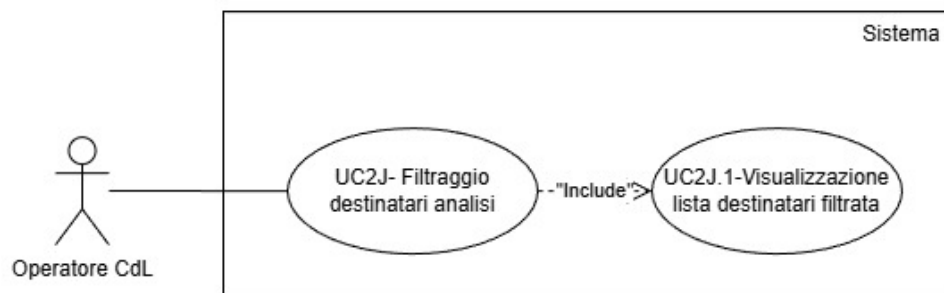 Sistema
UC2J- Filtraggio
destinatari analisi
"Include"
UC2J.1-Visualizzazione
lista destinatari filtrata
Operatore CdL